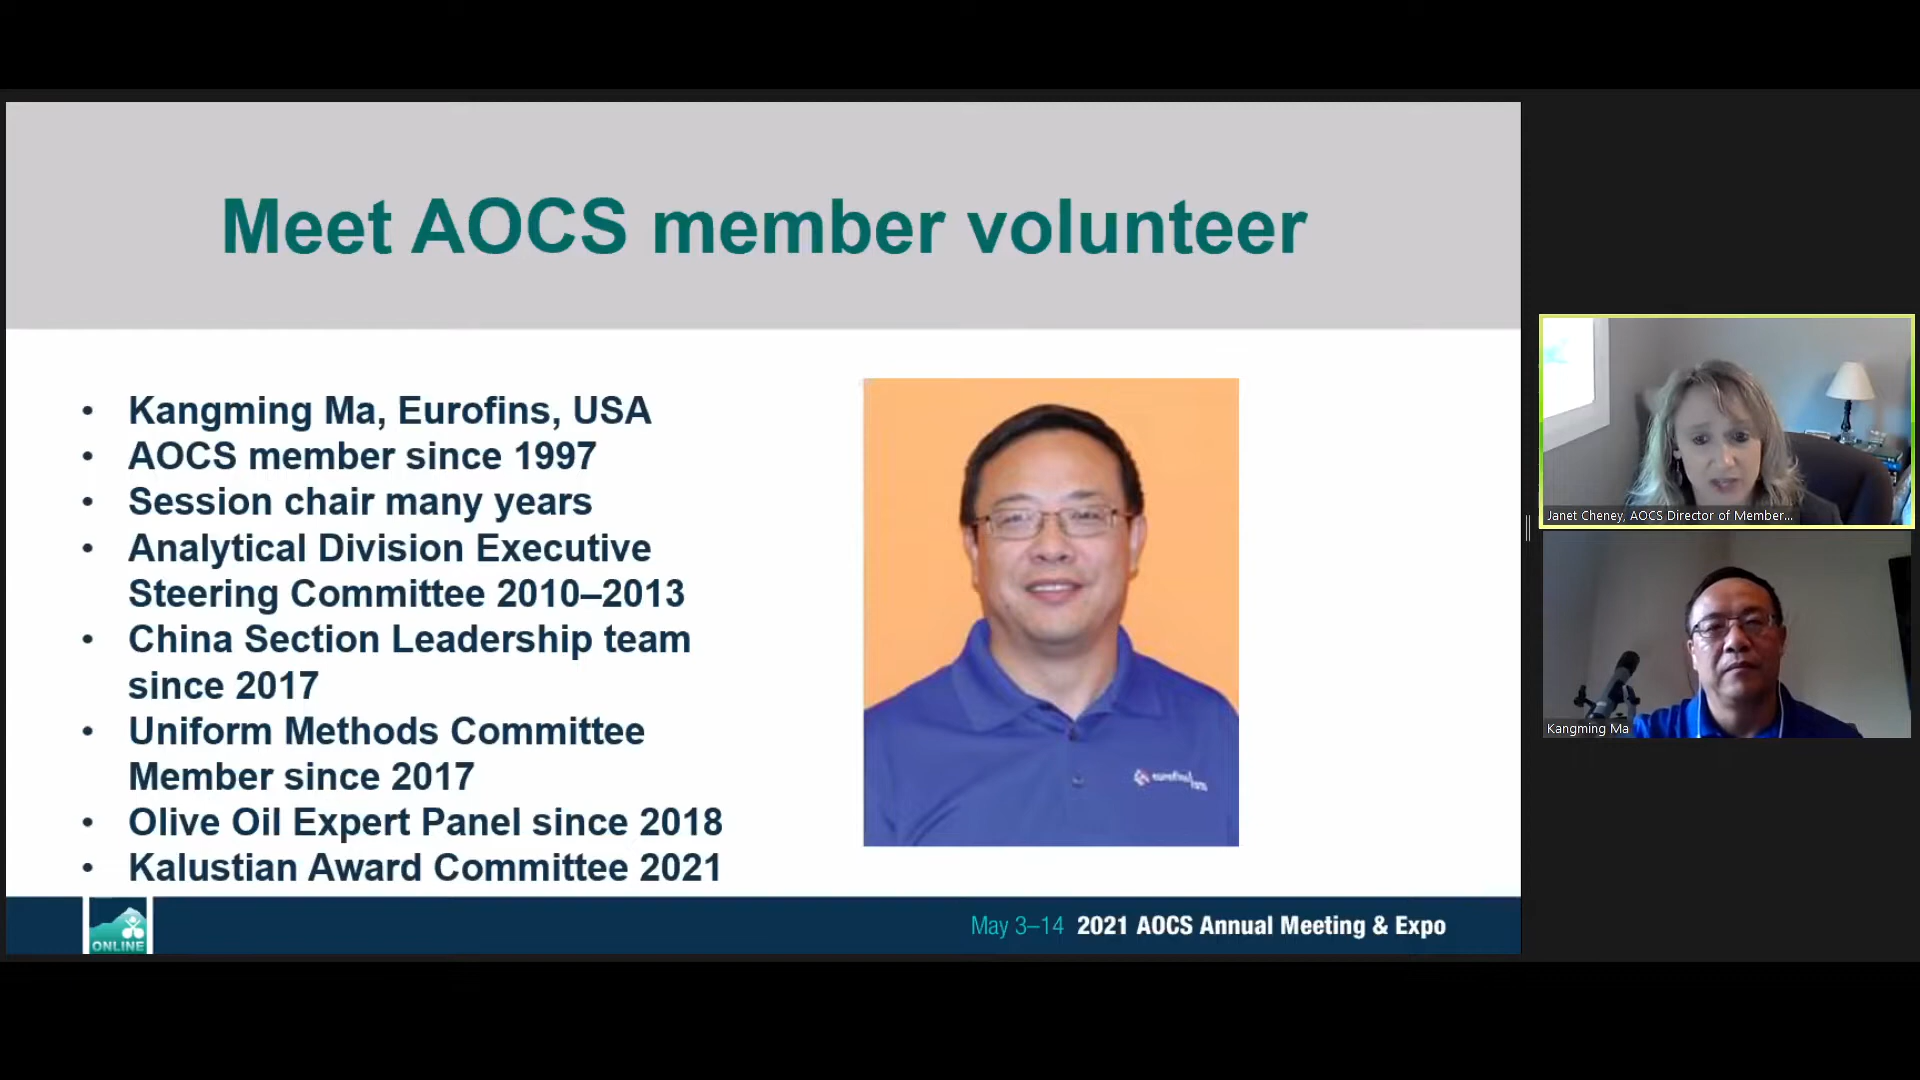 Meet AOCS member volunteer
• Kangming Ma, Eurofins, USA
• AOCS member since 1997
• Session chair many years
• Analytical Division Executive
Steering Committee 2010–2013
• China Section Leadership team
since 2017
• Uniform Methods Committee
Member since 2017
• Olive Oil Expert Panel since 2018
• Kalustian Award Committee 2021
eurofins
ONLINE
May 3–14 2021 AOCS Annual Meeting & Expo
Janet Cheney, AOCS Director of Member...
Kangming Ma